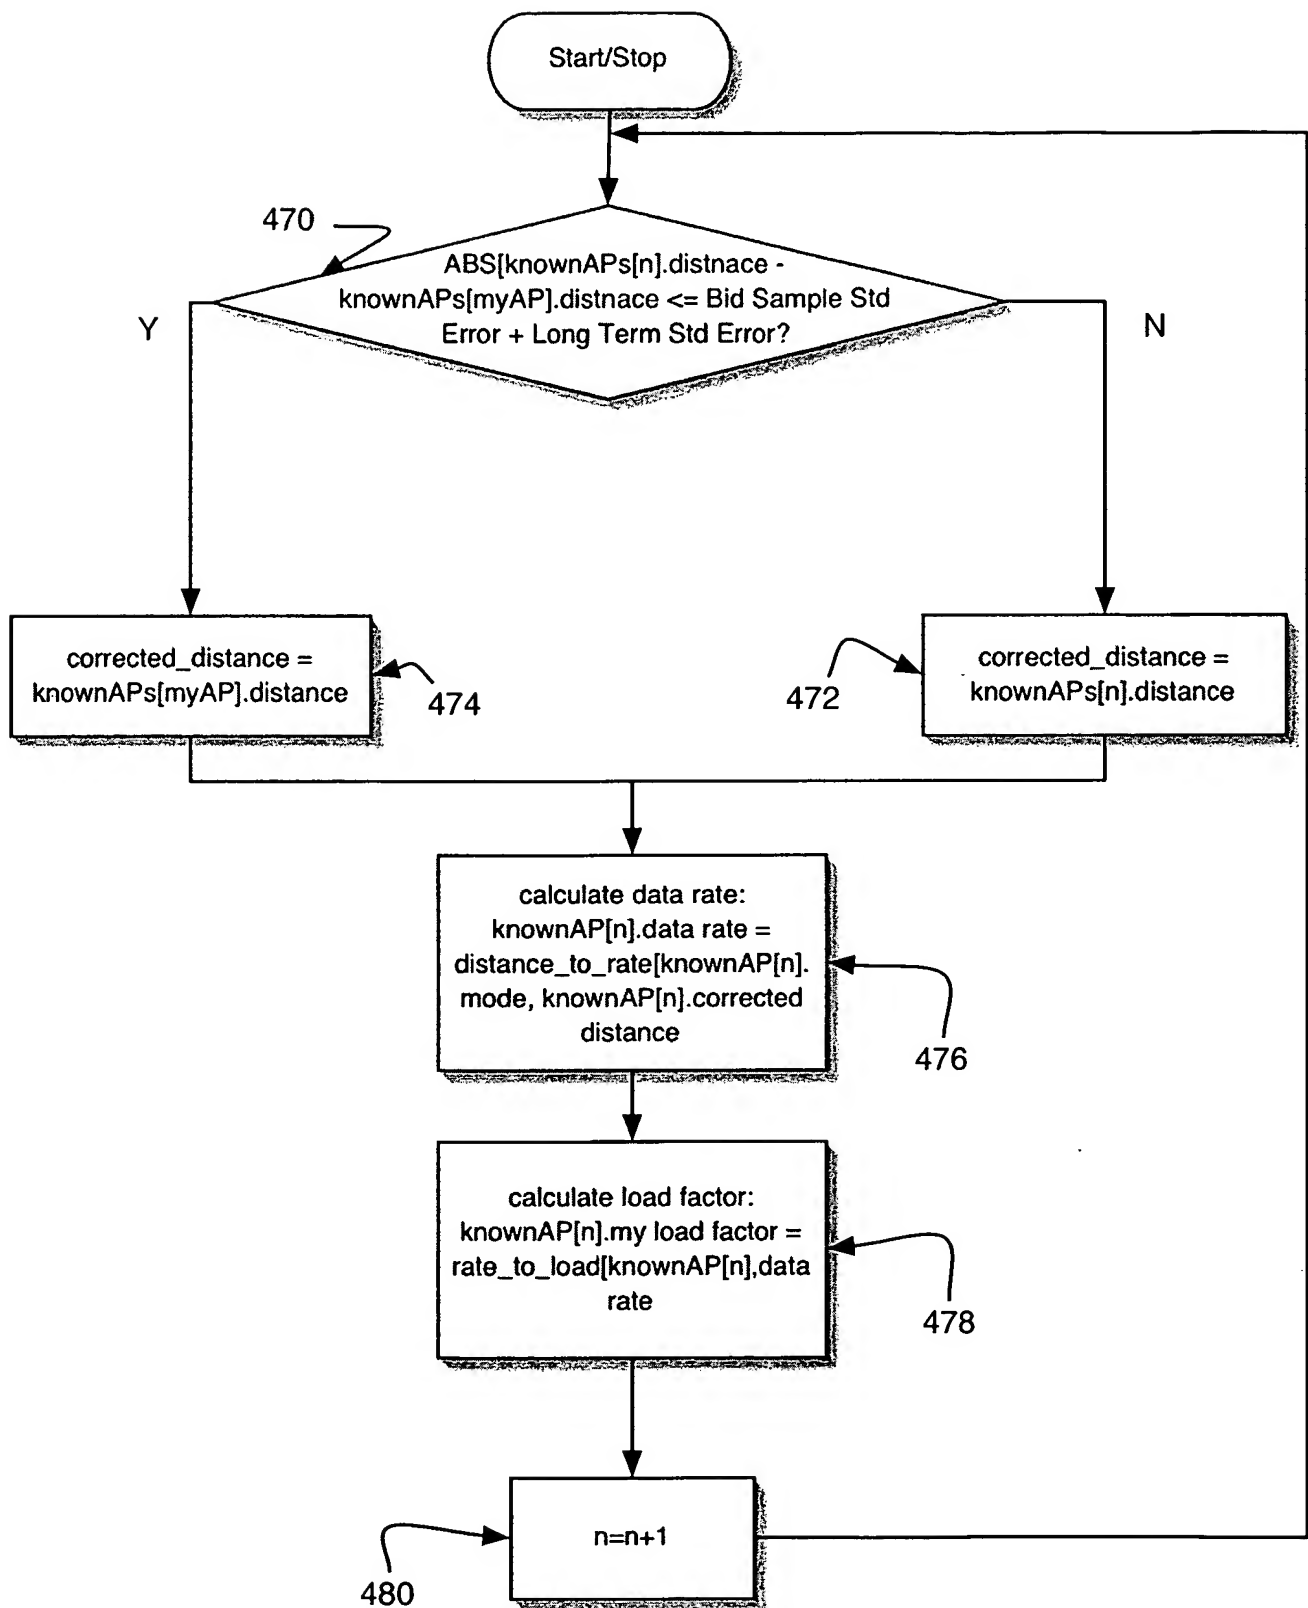 Start/Stop
470
ABS[knownAPs[n].distnace -
knownAPs[myAP].distnace <= Bid Sample Std
Error + Long Term Std Error?
Y
N
corrected_distance =
knownAPs[myAP].distance
474
472
corrected_distance =
knownAPs[n].distance
calculate data rate:
knownAP[n].data rate =
distance_to_rate[knownAP[n].
mode, knownAP[n].corrected
distance
476
calculate load factor:
knownAP[n].my load factor =
rate_to_load[knownAP[n],data
rate
478
n=n+1
480